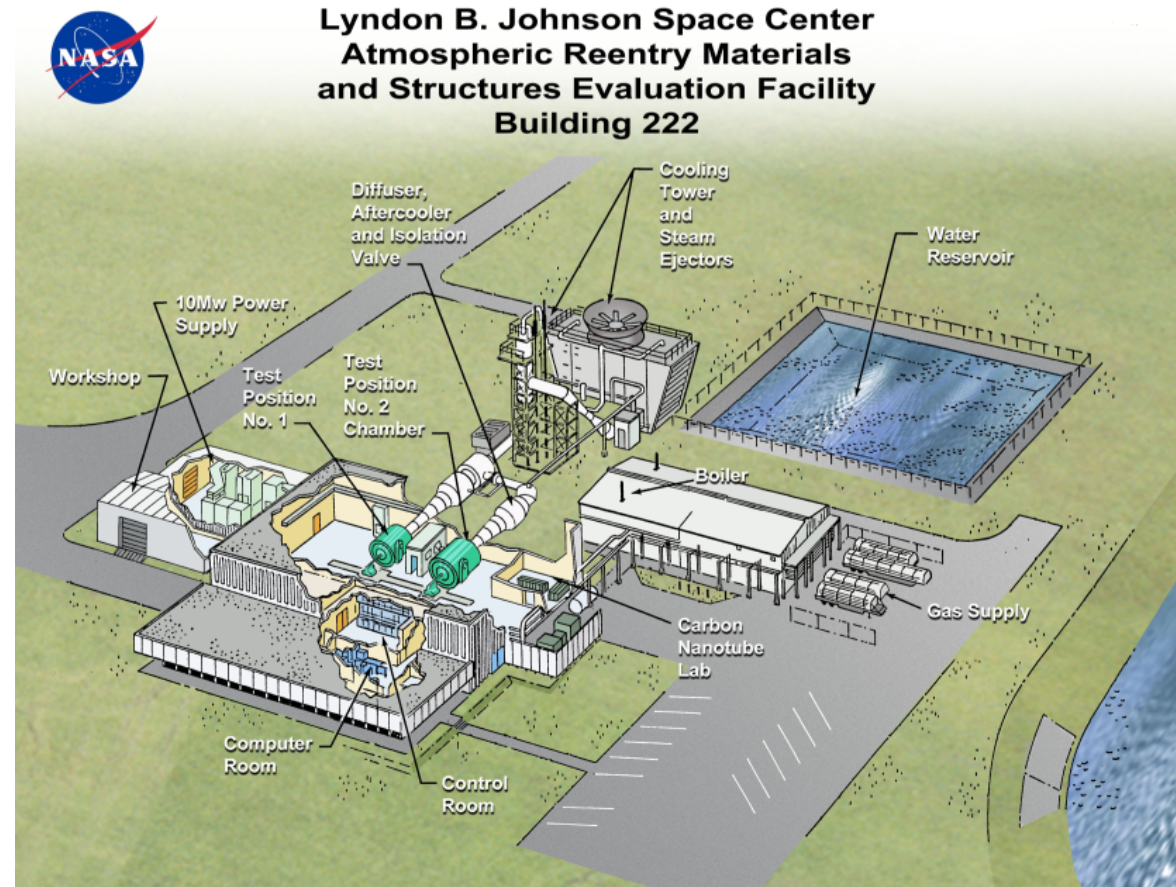 NASA
Lyndon B. Johnson Space Center
Atmospheric Reentry Materials
and Structures Evaluation Facility
Building 222
Diffuser,
Aftercooler
and Isolation
Valve
Cooling
Tower
and
Steam
Ejectors
Water
Reservoir
10Mw Power
Supply
Workshop
Test
Position
No. 1
Test
Position
No. 2
Chamber
Boiler
Gas Supply
Carbon
Nanotube
Lab
Computer
Room
Control
Room